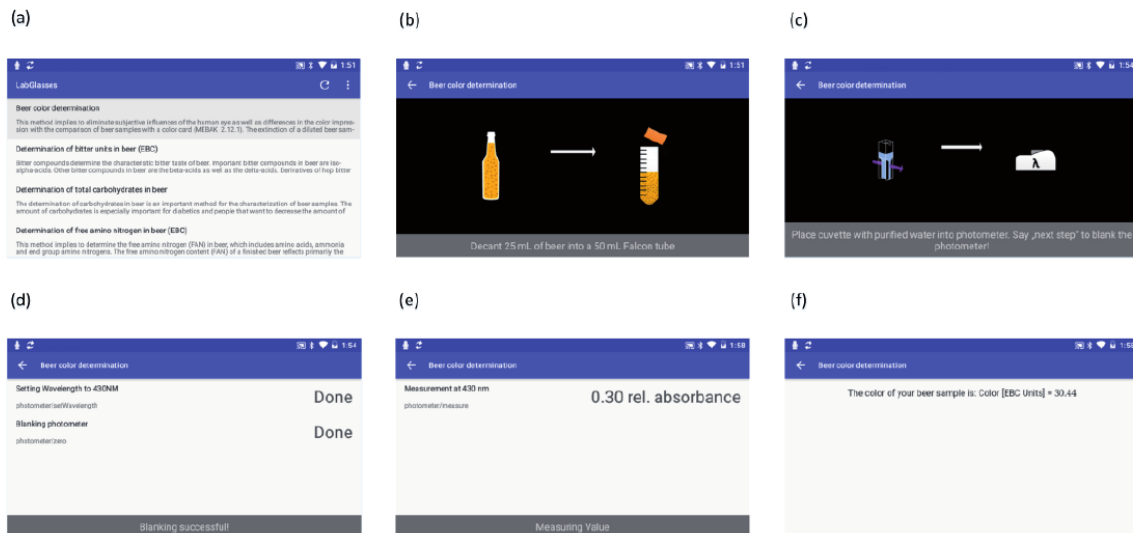 (a)
(b)
(c)
1:51
LabGlasses
Beer color determination
This method implies to eliminate subjective influences of the human eye as well as differences in the color impres-
sion with the comparison of beer samples with a color card (MEBAK 2.12.1). The extinction of a diluted beer sam-
Determination of bitter units in beer (EBC)
Bitter compounds determine the characteristic bitter taste of beer. Important bitter compounds in beer are iso-
alpha-acids. Other bitter compounds in beer are the beta-acids as well as the delta-acids. Derivatives of hop bitter
Determination of total carbohydrates in beer
The determination of carbohydrates in beer is an important method for the characterization of beer samples. The
amount of carbohydrates is especially important for diabetics and people that want to decrease the amount of
Determination of free amino nitrogen in beer (EBC)
This method implies to determine the free amino nitrogen (FAN) in beer, which includes amino acids, ammonia
and end group amino nitrogens. The free amino nitrogen content (FAN) of a finished beer reflects primarily the
1:51
Beer color determination
Decant 25 mL of beer into a 50 mL Falcon tube
1:54
Beer color determination
λ
Place cuvette with purified water into photometer. Say „next step" to blank the
photometer!
(d)
(e)
(f)
1:54
Beer color determination
Setting Wavelength to 430NM
photometer/setWavelength
Done
Blanking photometer
photometer/zero
Done
Blanking successful!
1:58
Beer color determination
Measurement at 430 nm
photometer/measure
0.30 rel. absorbance
Measuring Value
Beer color determination
The color of your beer sample is: Color [EBC Units] = 30.44